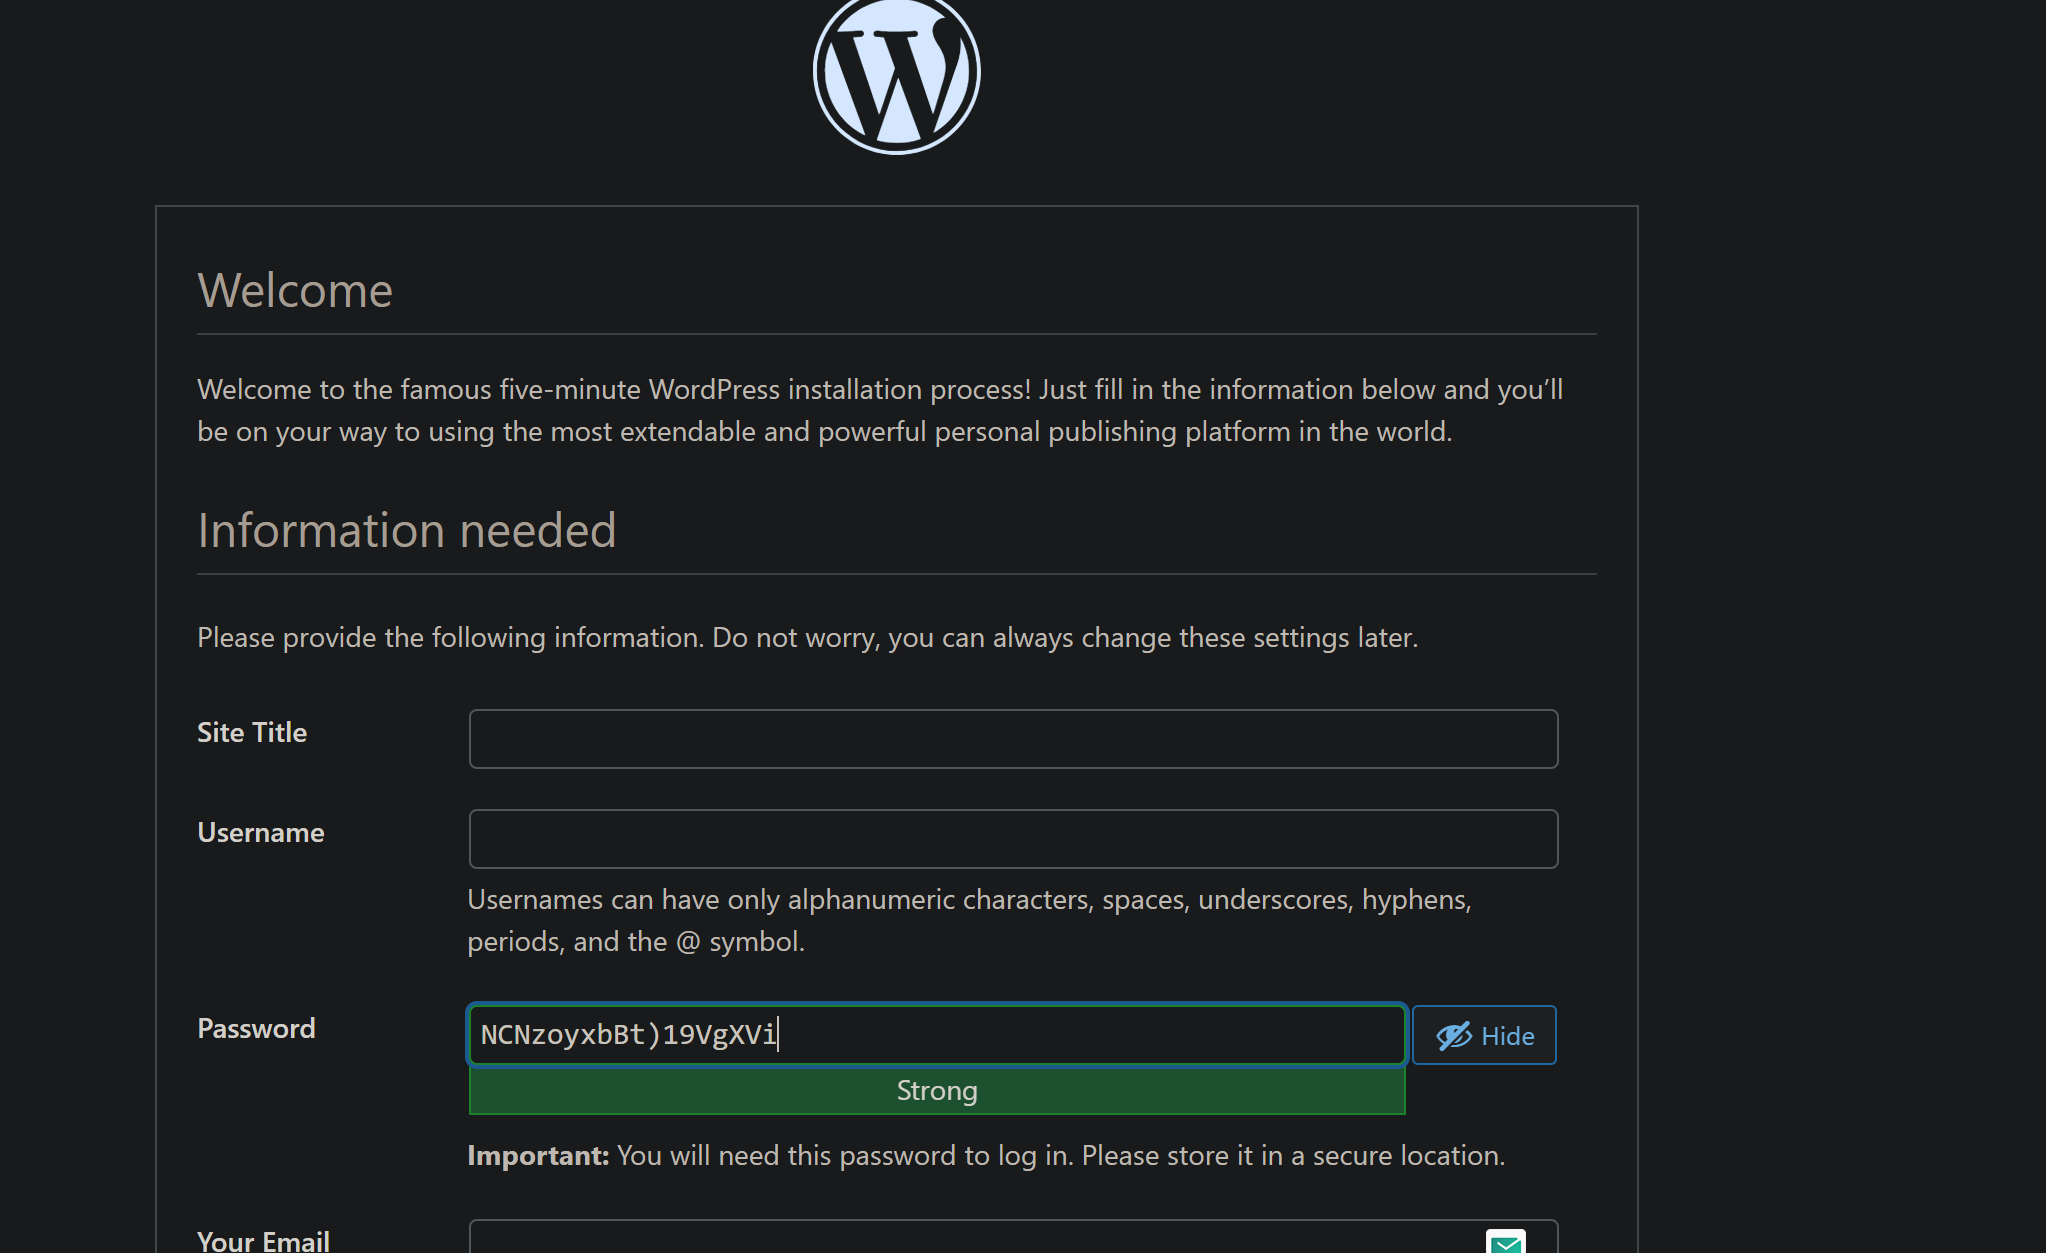 Welcome
Welcome to the famous five-minute WordPress installation process! Just fill in the information below and you’ll
be on your way to using the most extendable and powerful personal publishing platform in the world.
Information needed
Please provide the following information. Do not worry, you can always change these settings later.
Site Title
Username
Usernames can have only alphanumeric characters, spaces, underscores, hyphens,
periods, and the @ symbol.
Password
NCNzoyxbBt)19VgXVi
Hide
Strong
Important: You will need this password to log in. Please store it in a secure location.
Your Email